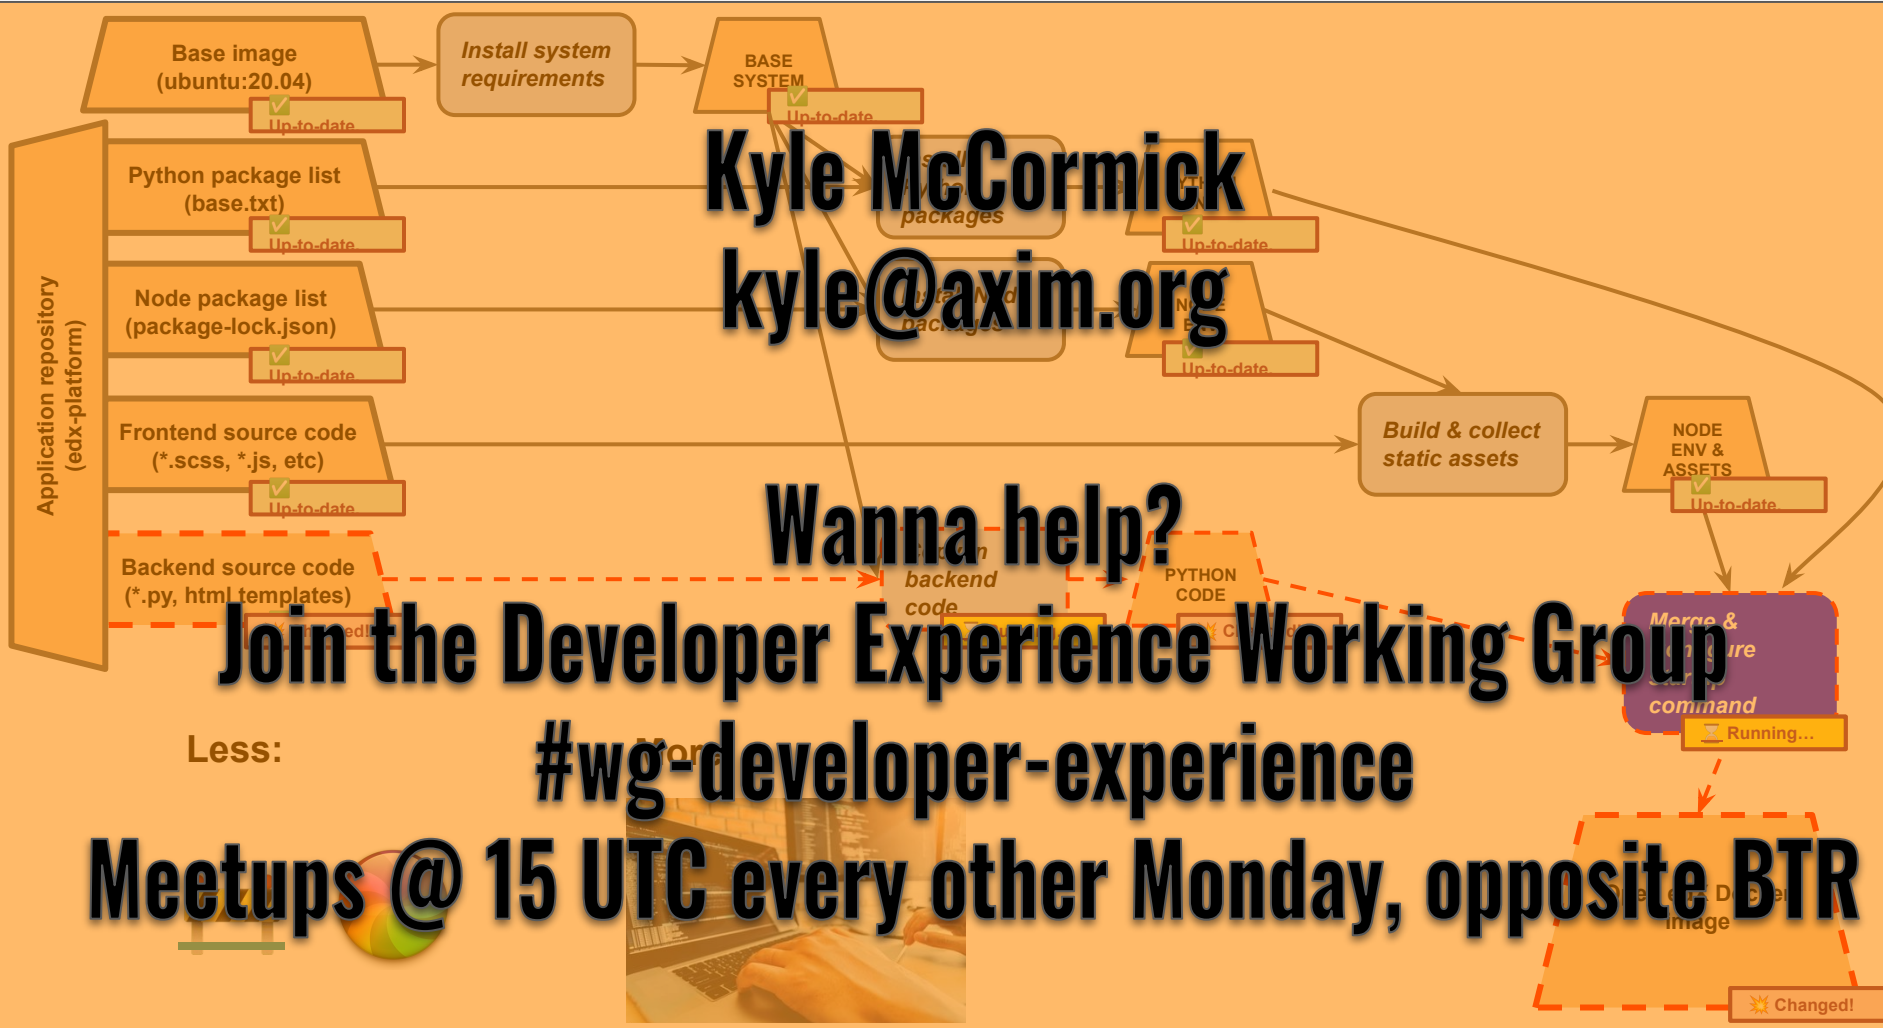 Base image
(ubuntu:20.04)
✅
Up-to-date
Install system
requirements
BASE
SYSTEM
✅
Up-to-date
Application repository
(edx-platform)
Python package list
(base.txt)
✅
Up-to-date
packages
✅
Up-to-date
Kyle McCormick
Node package list
(package-lock.json)
✅
Up-to-date
packages
✅
Up-to-date
kyle@axim.org
Frontend source code
(*.scss, *.js, etc)
✅
Up-to-date
Build & collect
static assets
NODE
ENV &
ASSETS
✅
Up-to-date
Wanna help?
Backend source code
(*.py, html templates)
backend
code
PYTHON
CODE
Merge &
command
⏳ Running...
Join the Developer Experience Working Group
Less:
More
#wg-developer-experience
Meetups @ 15 UTC every other Monday, opposite BTR
Image
💥 Changed!